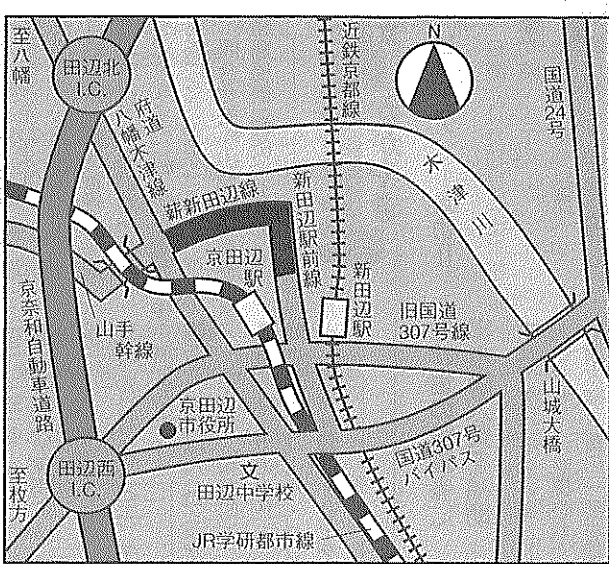 至八幡
田辺北
I.C.
府道
八幡木津線
近鉄京都線
N
国道24号
木津川
薪新田辺線
新田辺駅前線
京田辺駅
新田辺駅
旧国道
307号線
山手
幹線
京奈和自動車道路
山城大橋
京田辺
市役所
国道307号
バイパス
田辺西
I.C.
至枚方
文
田辺中学校
JR学研都市線